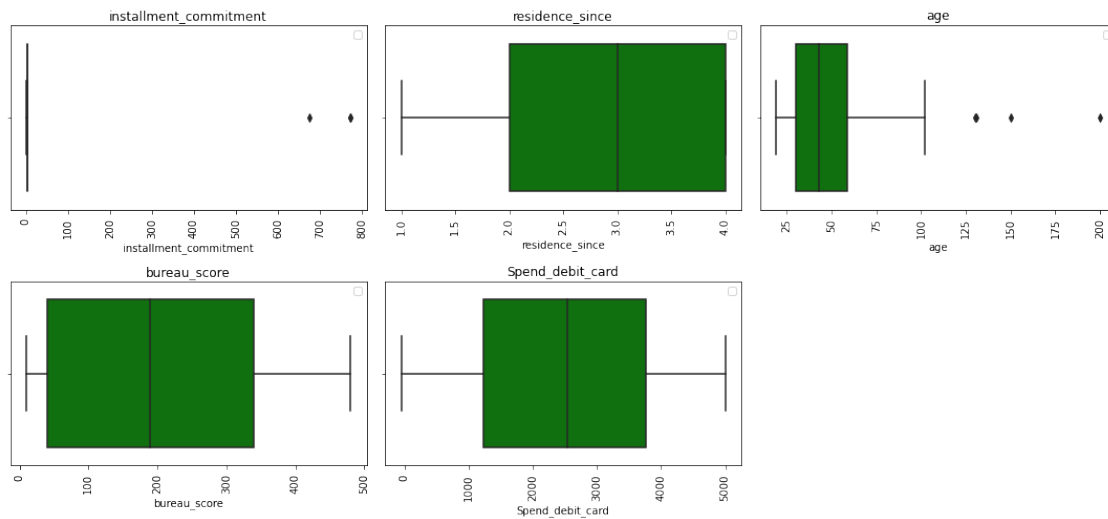 installment_commitment
0 100 200 300 400 500 600 700 800
installment_commitment
residence_since
1.0 1.5 2.0 2.5 3.0 3.5 4.0
residence_since
age
25 50 75 100 125 150 175 200
age
bureau_score
0 100 200 300 400 500
bureau_score
Spend_debit_card
0 1000 2000 3000 4000 5000
Spend_debit_card